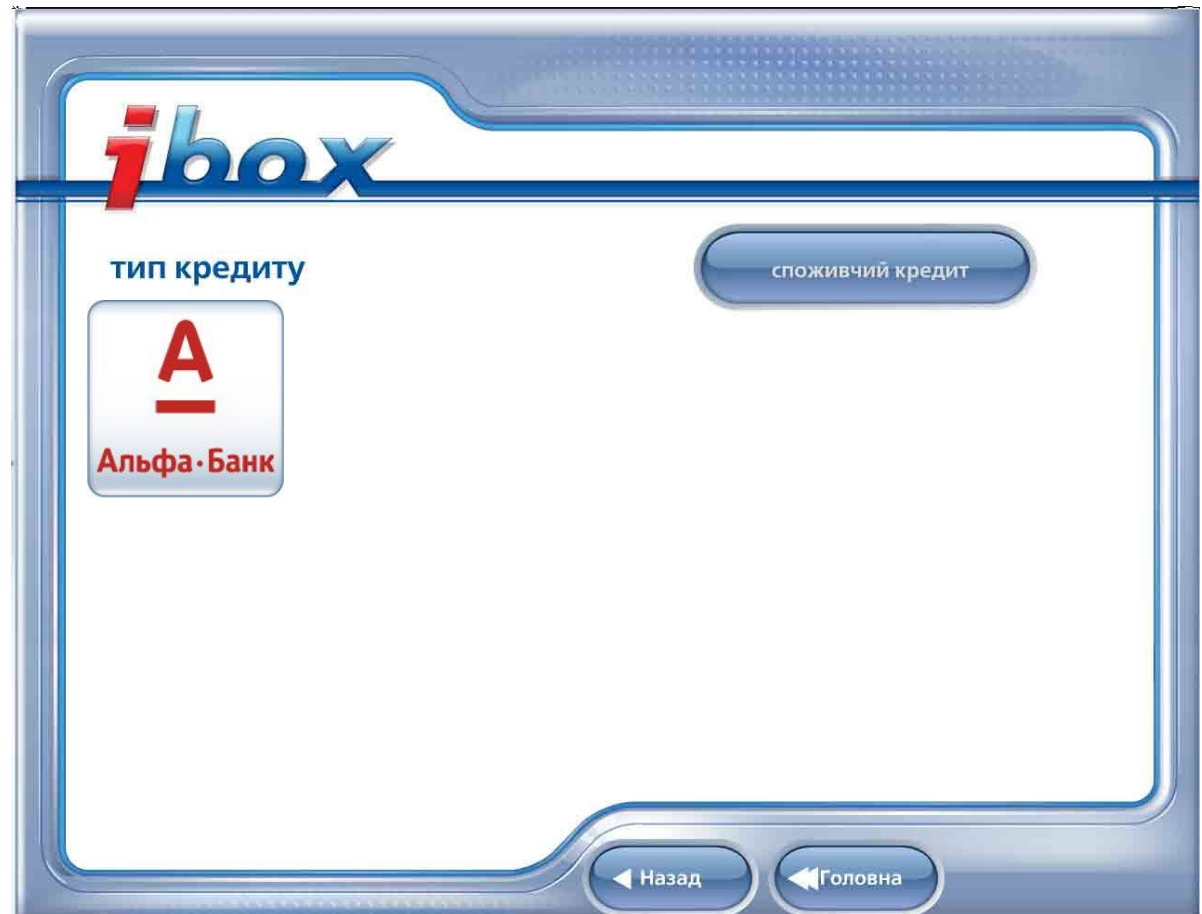 ibox
тип кредиту
споживчий кредит
А
Альфа·Банк
Назад
Головна